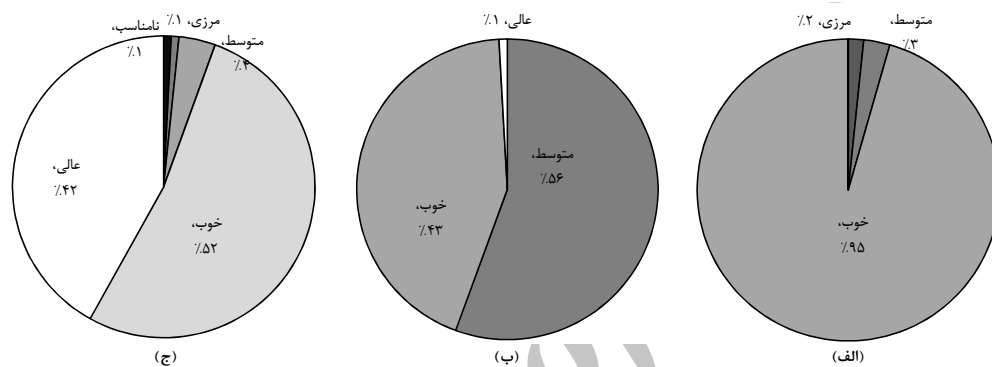 مرزی، ٪۲
متوسط،
٪۳
خوب،
٪۹۵
(الف)
عالی، ٪۱
متوسط،
٪۵۶
خوب،
٪۴۳
(ب)
نامناسب،
٪۱
مرزی، ٪۱
متوسط،
٪۴
خوب،
٪۵۲
عالی،
٪۴۲
(ج)